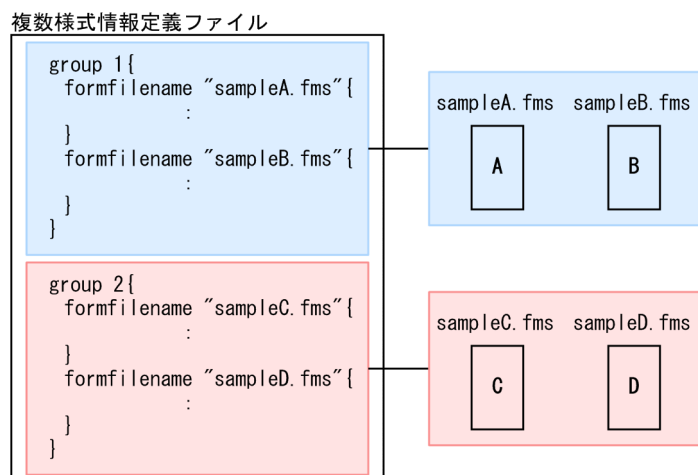 複数様式情報定義ファイル
group 1{
formfilename "sampleA.fms"{
:
}
formfilename "sampleB.fms"{
:
}
}
sampleA.fms sampleB.fms
A B
group 2{
formfilename "sampleC.fms"{
:
}
formfilename "sampleD.fms"{
:
}
}
sampleC.fms sampleD.fms
C D